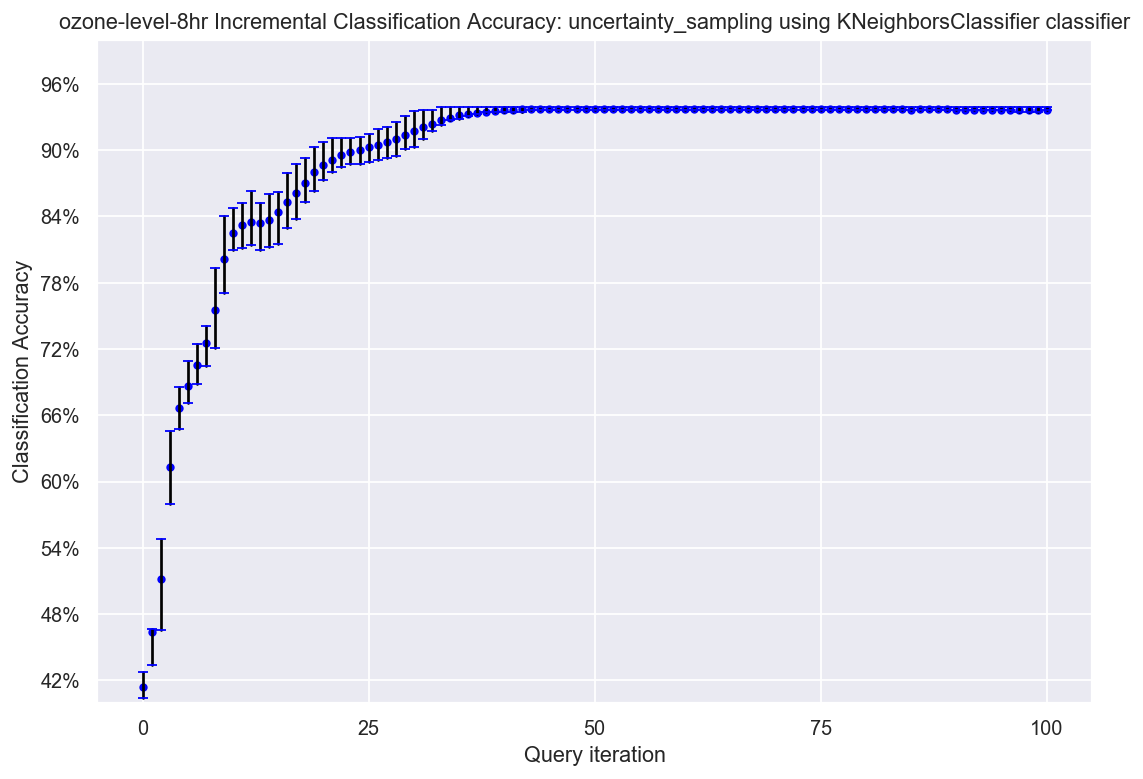 ozone-level-8hr Incremental Classification Accuracy: uncertainty_sampling using KNeighborsClassifier classifier
96%
90%
84%
78%
72%
66%
60%
54%
48%
42%
Classification Accuracy
0 25 50 75 100
Query iteration